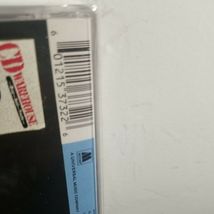 CD WAREHOUSE
6 01215 37322 6
A UNIVERSAL MUSIC COMPANY